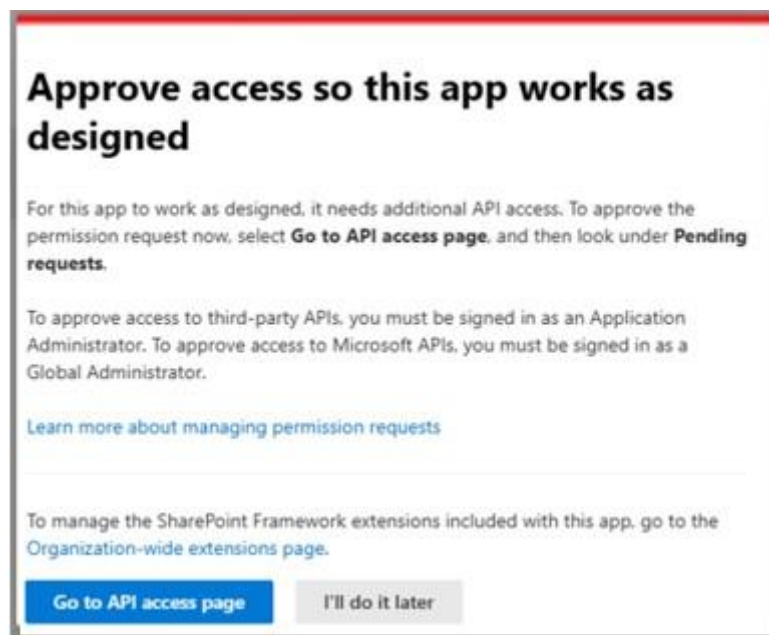 Approve access so this app works as
designed
For this app to work as designed, it needs additional API access. To approve the
permission request now, select Go to API access page, and then look under Pending
requests.
To approve access to third-party APIs, you must be signed in as an Application
Administrator. To approve access to Microsoft APIs, you must be signed in as a
Global Administrator.
Learn more about managing permission requests
To manage the SharePoint Framework extensions included with this app, go to the
Organization-wide extensions page.
Go to API access page
I'll do it later